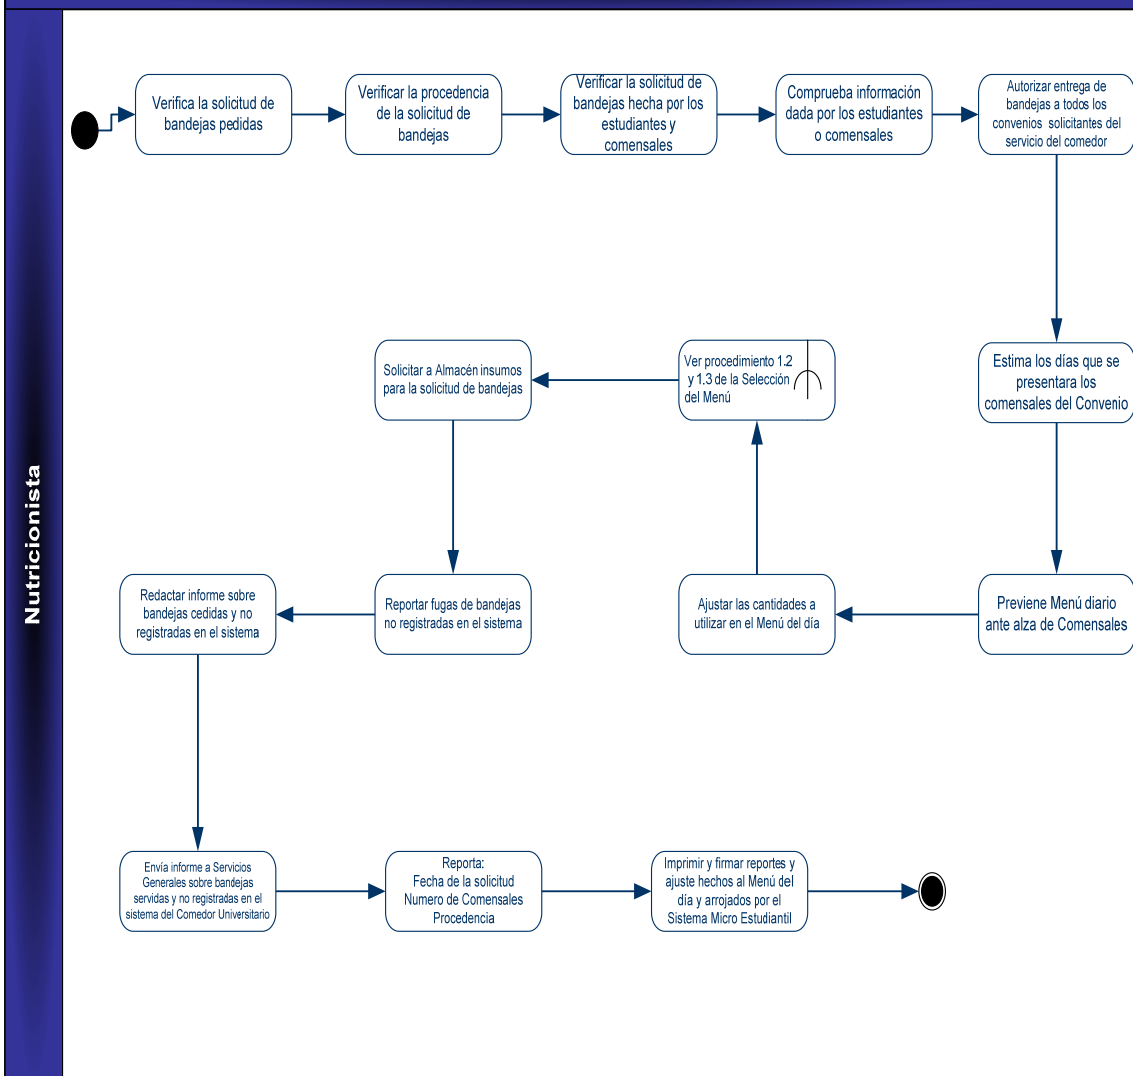 Nutricionista
Verifica la solicitud de
bandejas pedidas
Verificar la procedencia
de la solicitud de
bandejas
Verificar la solicitud de
bandejas hecha por los
estudiantes y
comensales
Comprueba información
dada por los estudiantes
o comensales
Autorizar entrega de
bandejas a todos los
convenios solicitantes del
servicio del comedor
Estima los días que se
presentara los
comensales del Convenio
Previene Menú diario
ante alza de Comensales
Ajustar las cantidades a
utilizar en el Menú del día
Ver procedimiento 1.2
y 1.3 de la Selección
del Menú
Solicitar a Almacén insumos
para la solicitud de bandejas
Reportar fugas de bandejas
no registradas en el sistema
Redactar informe sobre
bandejas cedidas y no
registradas en el sistema
Envía informe a Servicios
Generales sobre bandejas
servidas y no registradas en el
sistema del Comedor Universitario
Reporta:
Fecha de la solicitud
Numero de Comensales
Procedencia
Imprimir y firmar reportes y
ajuste hechos al Menú del
día y arrojados por el
Sistema Micro Estudiantil